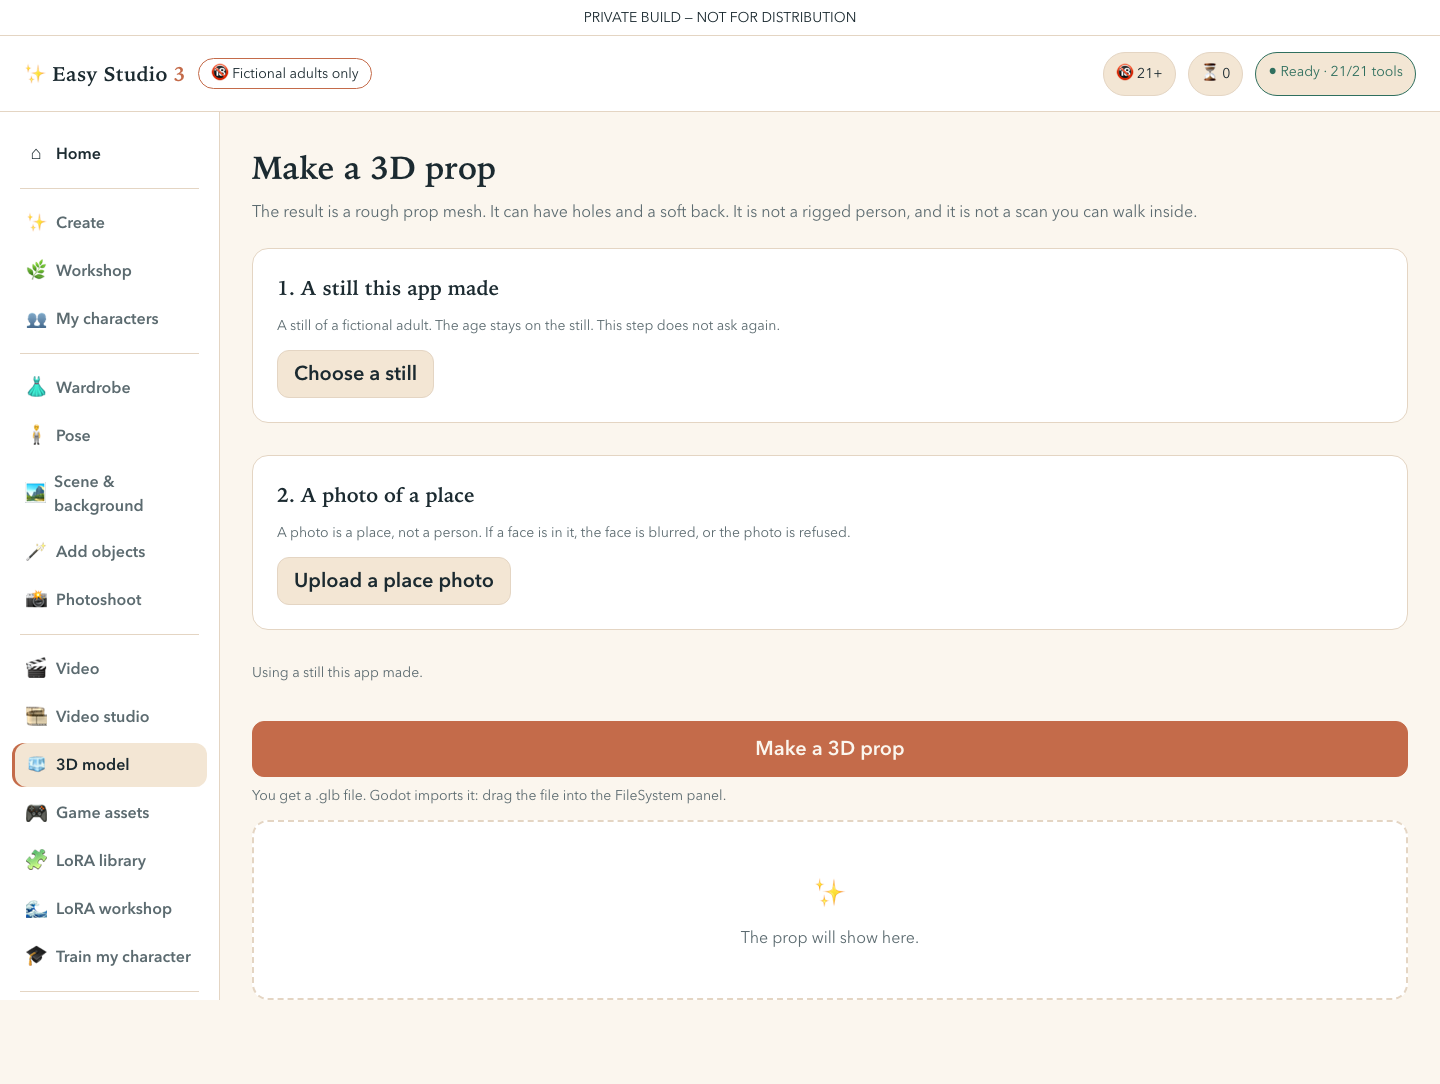 PRIVATE BUILD – NOT FOR DISTRIBUTION
Easy Studio 3
Fictional adults only
21+
0
Ready · 21/21 tools
Home
Create
Workshop
My characters
Wardrobe
Pose
Scene &
background
Add objects
Photoshoot
Video
Video studio
3D model
Game assets
LoRA library
LoRA workshop
Train my character
Make a 3D prop
The result is a rough prop mesh. It can have holes and a soft back. It is not a rigged person, and it is not a scan you can walk inside.
1. A still this app made
A still of a fictional adult. The age stays on the still. This step does not ask again.
Choose a still
2. A photo of a place
A photo is a place, not a person. If a face is in it, the face is blurred, or the photo is refused.
Upload a place photo
Using a still this app made.
Make a 3D prop
You get a .glb file. Godot imports it: drag the file into the FileSystem panel.
The prop will show here.